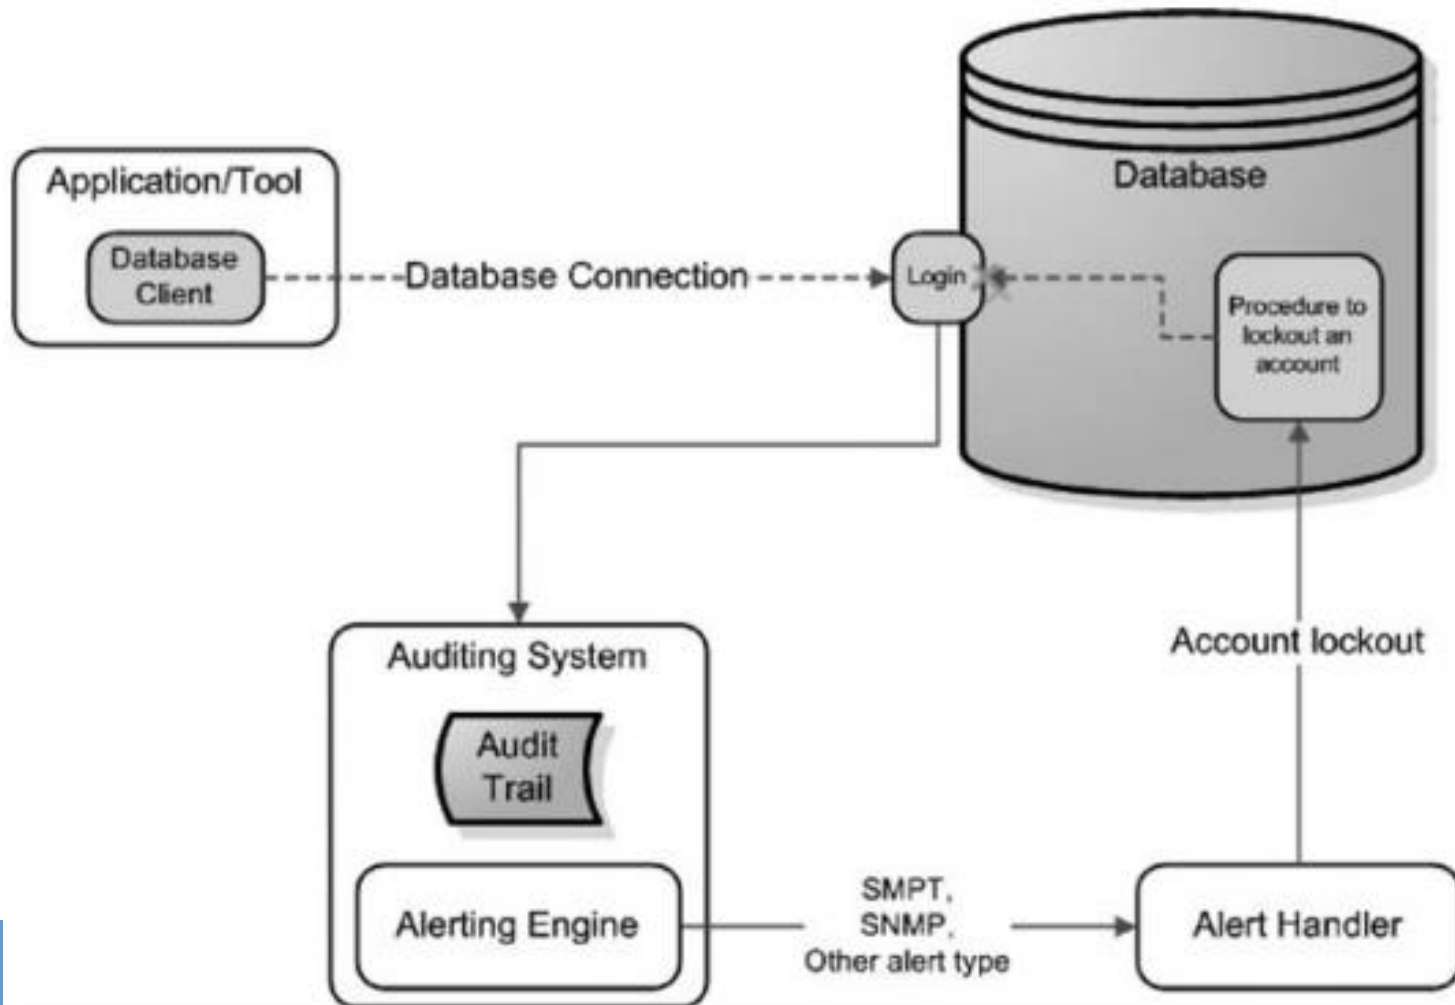 Database
Application/Tool
Database
Client
Database Connection
Login
Procedure to
lockout an
account
Auditing System
Account lockout
Audit
Trail
Alerting Engine
SMPT,
SNMP,
Other alert type
Alert Handler